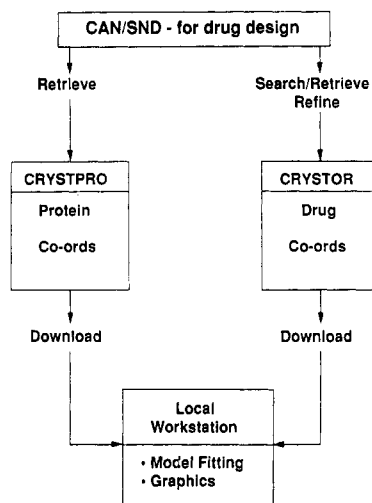 CAN/SND - for drug design
Retrieve
Search/Retrieve
Refine
CRYSTPRO
Protein
Co-ords
CRYSTOR
Drug
Co-ords
Download
Download
Local
Workstation
• Model Fitting
• Graphics